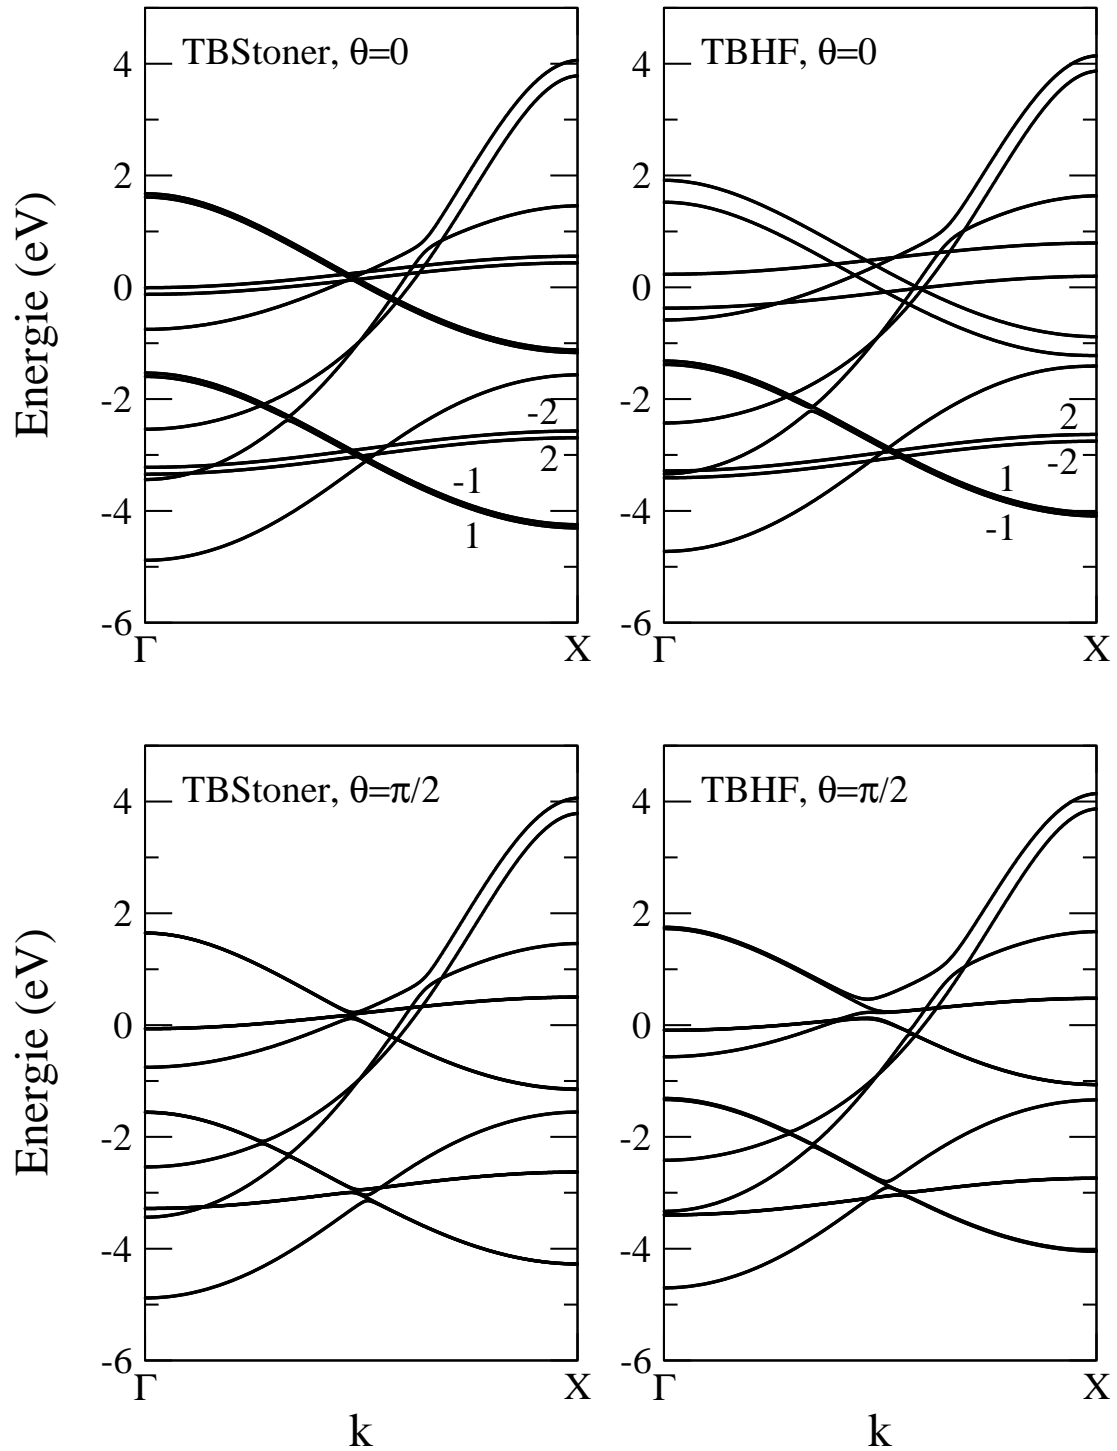 TBStoner, θ=0
TBHF, θ=0
Energie (eV)
4
2
0
-2
-4
-6
-2
2
-1
1
Γ
X
4
2
0
-2
-4
-6
2
-2
1
-1
Γ
X
TBStoner, θ=π/2
TBHF, θ=π/2
Energie (eV)
4
2
0
-2
-4
-6
Γ
X
k
4
2
0
-2
-4
-6
Γ
X
k